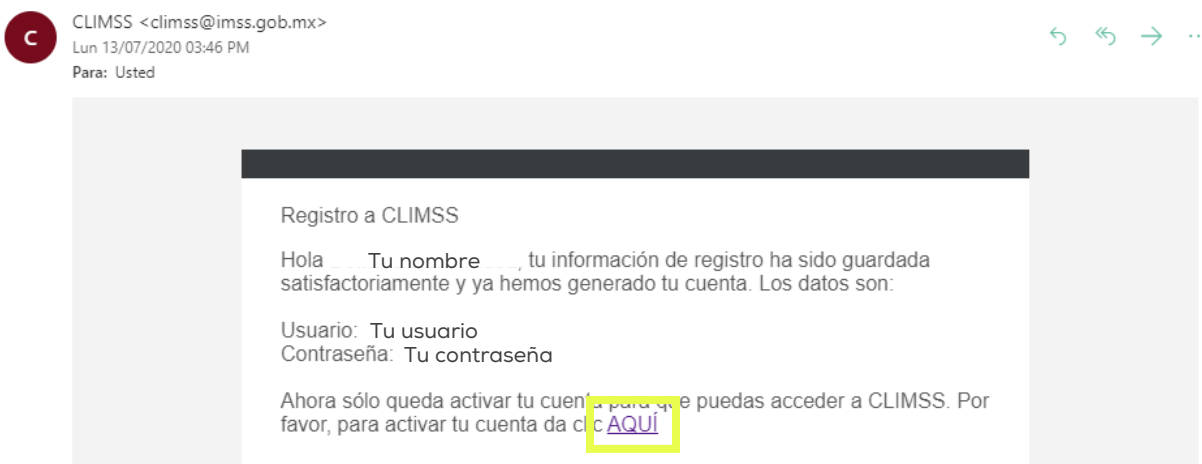 C
CLIMSS <climss@imss.gob.mx>
Lun 13/07/2020 03:46 PM
Para: Usted
Registro a CLIMSS
Hola Tu nombre , tu información de registro ha sido guardada
satisfactoriamente y ya hemos generado tu cuenta. Los datos son:
Usuario: Tu usuario
Contraseña: Tu contraseña
Ahora sólo queda activar tu cuenta para que puedas acceder a CLIMSS. Por
favor, para activar tu cuenta da clic AQUÍ